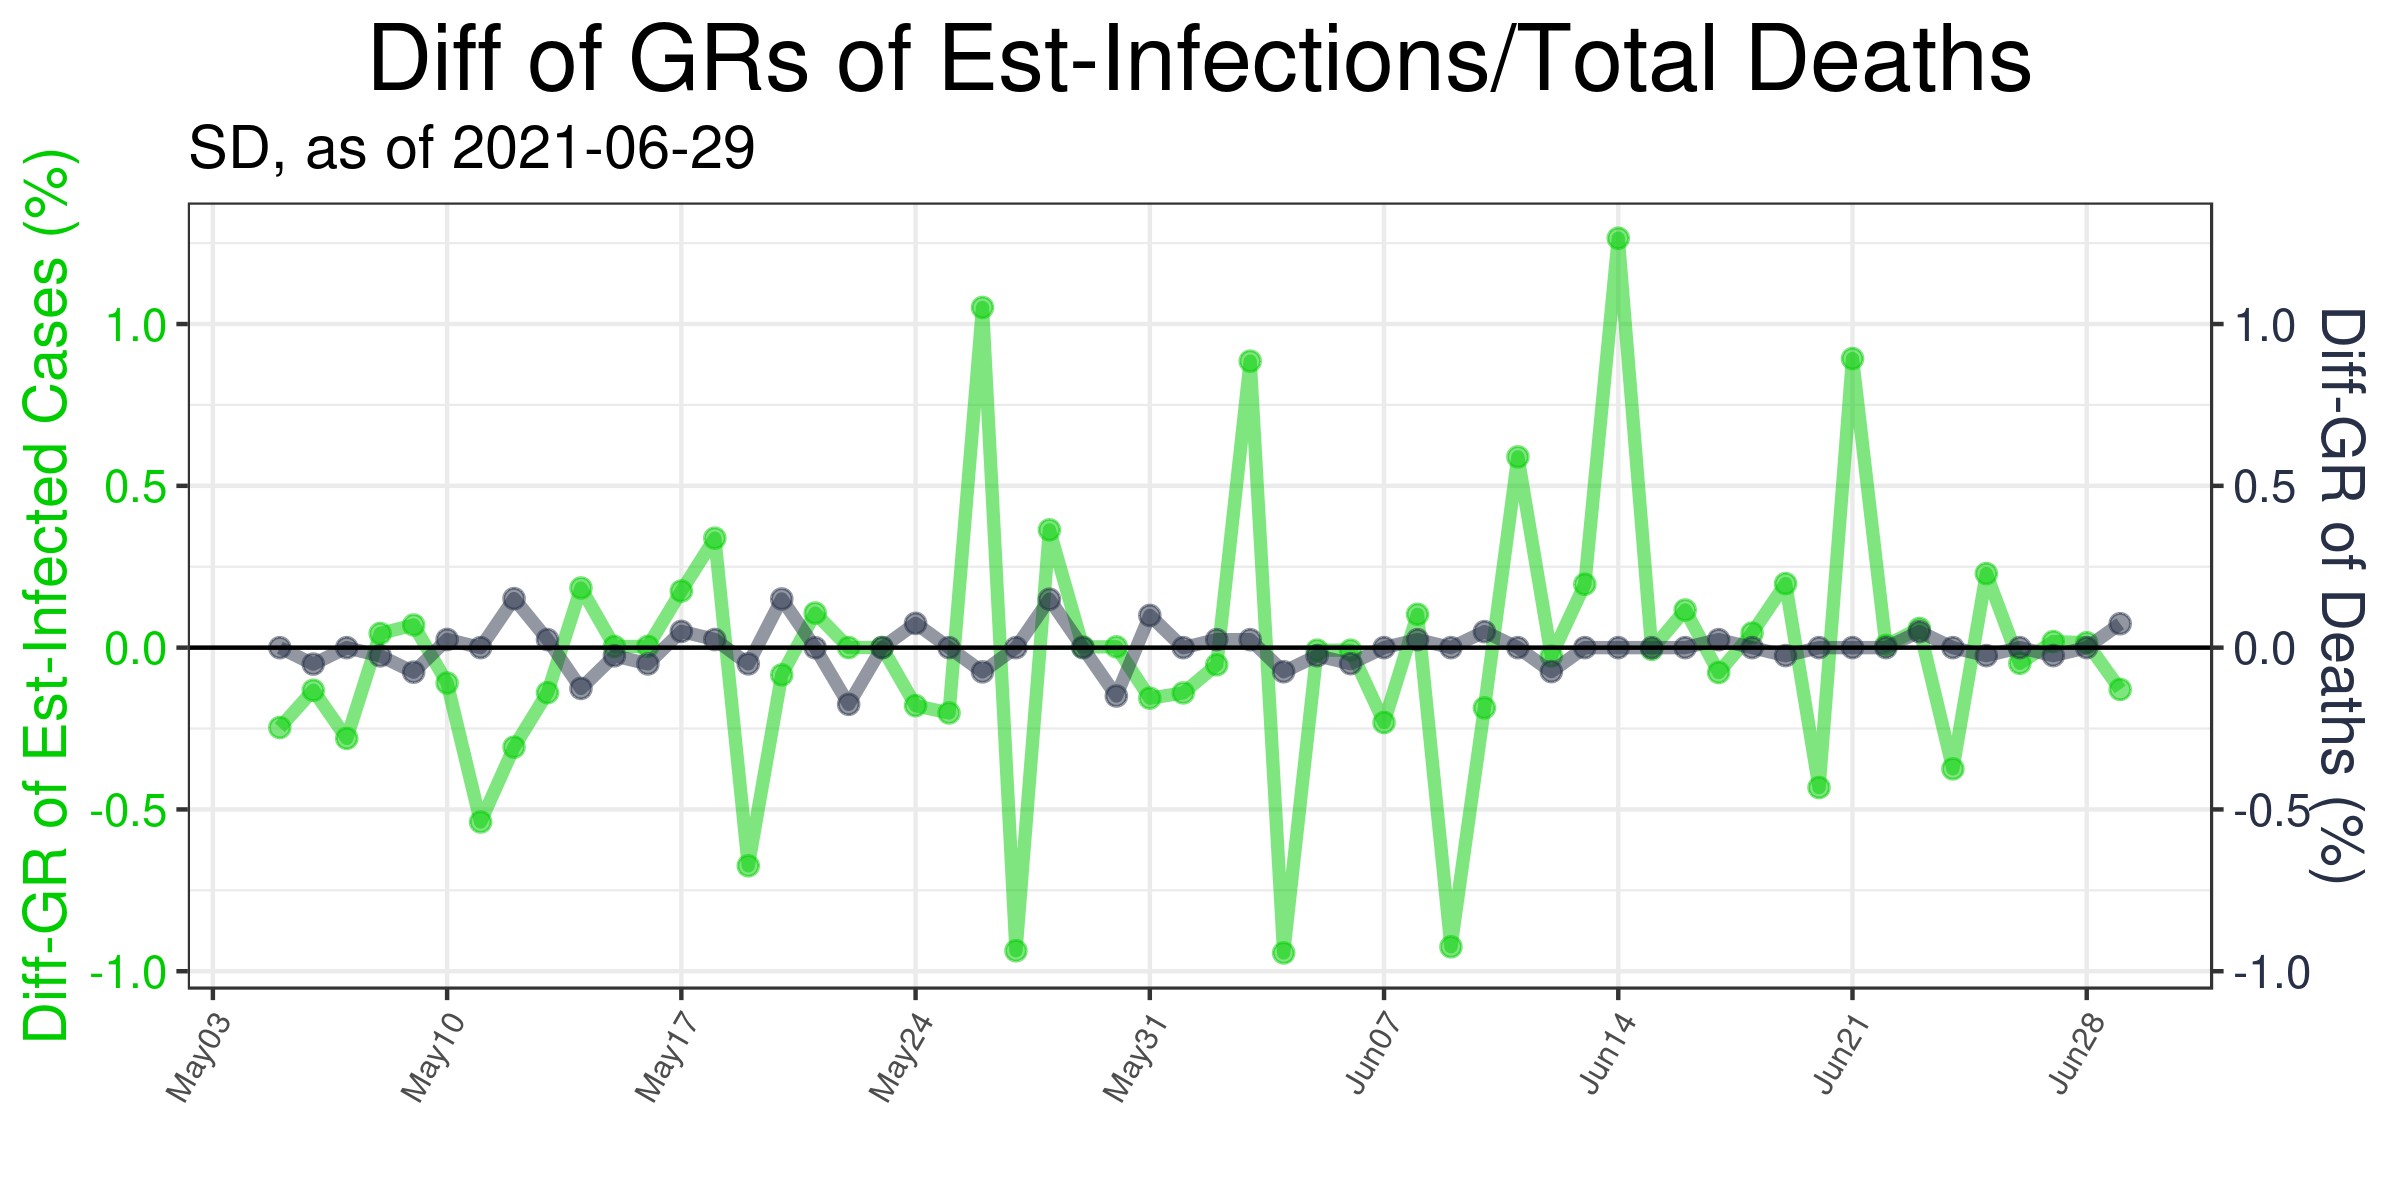 Diff of GRs of Est-Infections/Total Deaths
SD, as of 2021-06-29
Diff-GR of Est-Infected Cases (%)
1.0
0.5
0.0
-0.5
-1.0
1.0
0.5
0.0
-0.5
-1.0
Diff-GR of Deaths (%)
May03
May10
May17
May24
May31
Jun07
Jun14
Jun21
Jun28